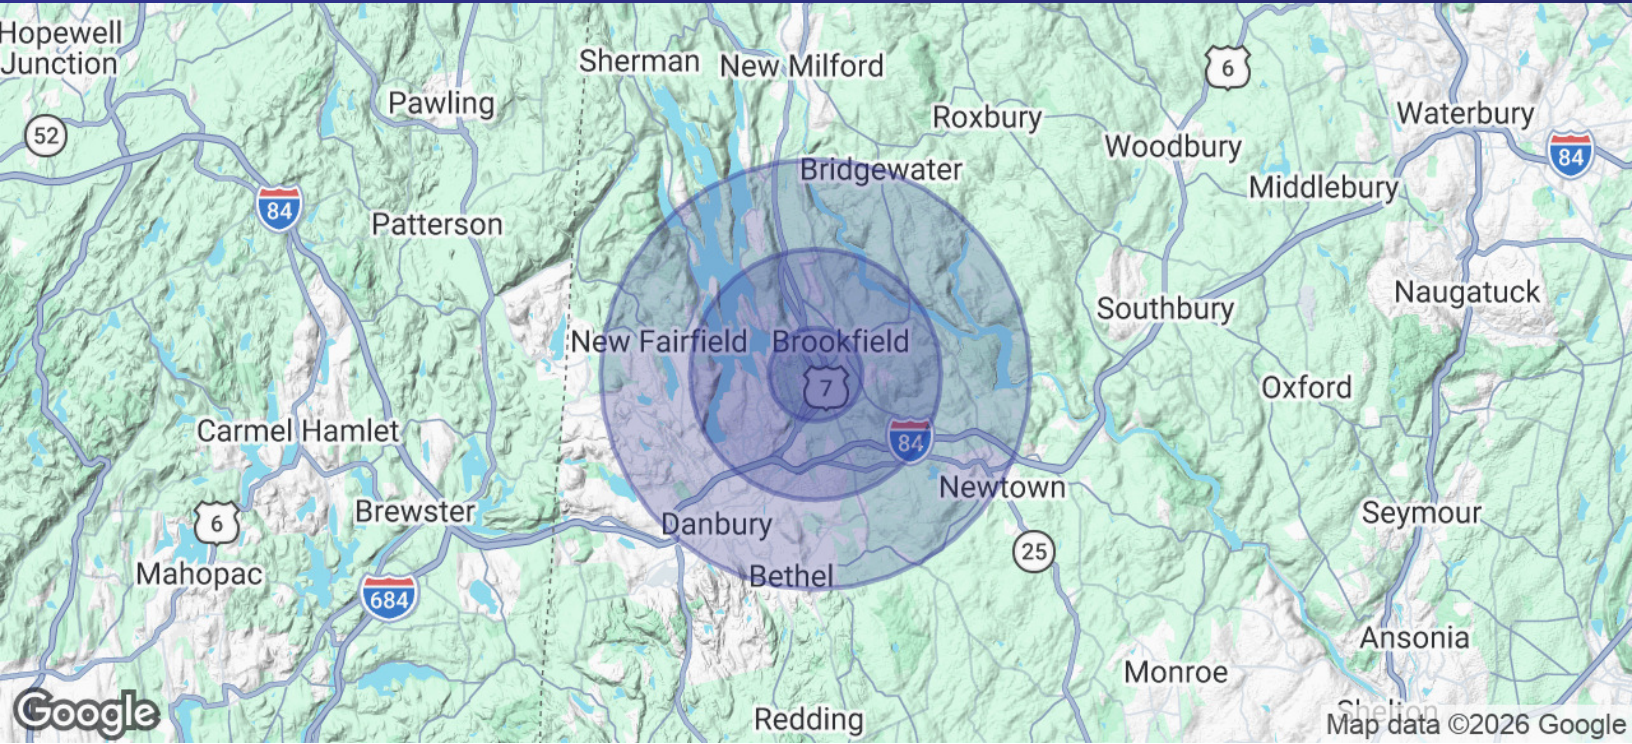 Hopewell
Junction
Sherman
New Milford
6
Pawling
Roxbury
Waterbury
52
Woodbury
84
Bridgewater
Middlebury
84
Patterson
Naugatuck
Southbury
New Fairfield
Brookfield
7
Oxford
Carmel Hamlet
84
Newtown
Brewster
Seymour
6
Danbury
25
Mahopac
Bethel
684
Ansonia
Monroe
Shelton
Google
Redding
Map data ©2026 Google